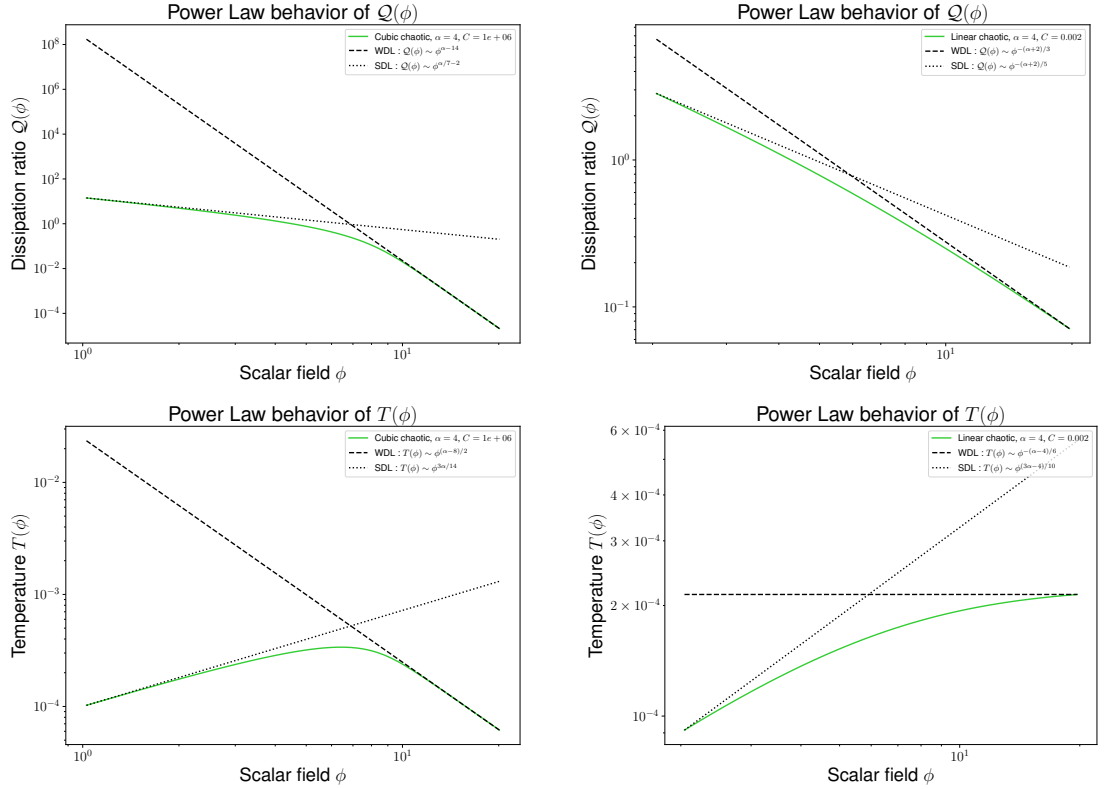 Power Law behavior of 𝒬(ϕ)
Dissipation ratio 𝒬(ϕ)
10^8
10^6
10^4
10^2
10^0
10^−2
10^−4
Cubic chaotic, α = 4, C = 1e + 06
WDL : 𝒬(ϕ) ∼ ϕ^{α−14}
SDL : 𝒬(ϕ) ∼ ϕ^{α/7−2}
10^0
10^1
Scalar field ϕ
Power Law behavior of 𝒬(ϕ)
Dissipation ratio 𝒬(ϕ)
10^0
10^−1
Linear chaotic, α = 4, C = 0.002
WDL : 𝒬(ϕ) ∼ ϕ^{−(α+2)/3}
SDL : 𝒬(ϕ) ∼ ϕ^{−(α+2)/5}
10^1
Scalar field ϕ
Power Law behavior of T(ϕ)
Temperature T(ϕ)
10^−2
10^−3
10^−4
Cubic chaotic, α = 4, C = 1e + 06
WDL : T(ϕ) ∼ ϕ^{(α−8)/2}
SDL : T(ϕ) ∼ ϕ^{3α/14}
10^0
10^1
Scalar field ϕ
Power Law behavior of T(ϕ)
Temperature T(ϕ)
6 × 10^−4
4 × 10^−4
3 × 10^−4
2 × 10^−4
10^−4
Linear chaotic, α = 4, C = 0.002
WDL : T(ϕ) ∼ ϕ^{−(α−4)/6}
SDL : T(ϕ) ∼ ϕ^{(3α−4)/10}
10^1
Scalar field ϕ